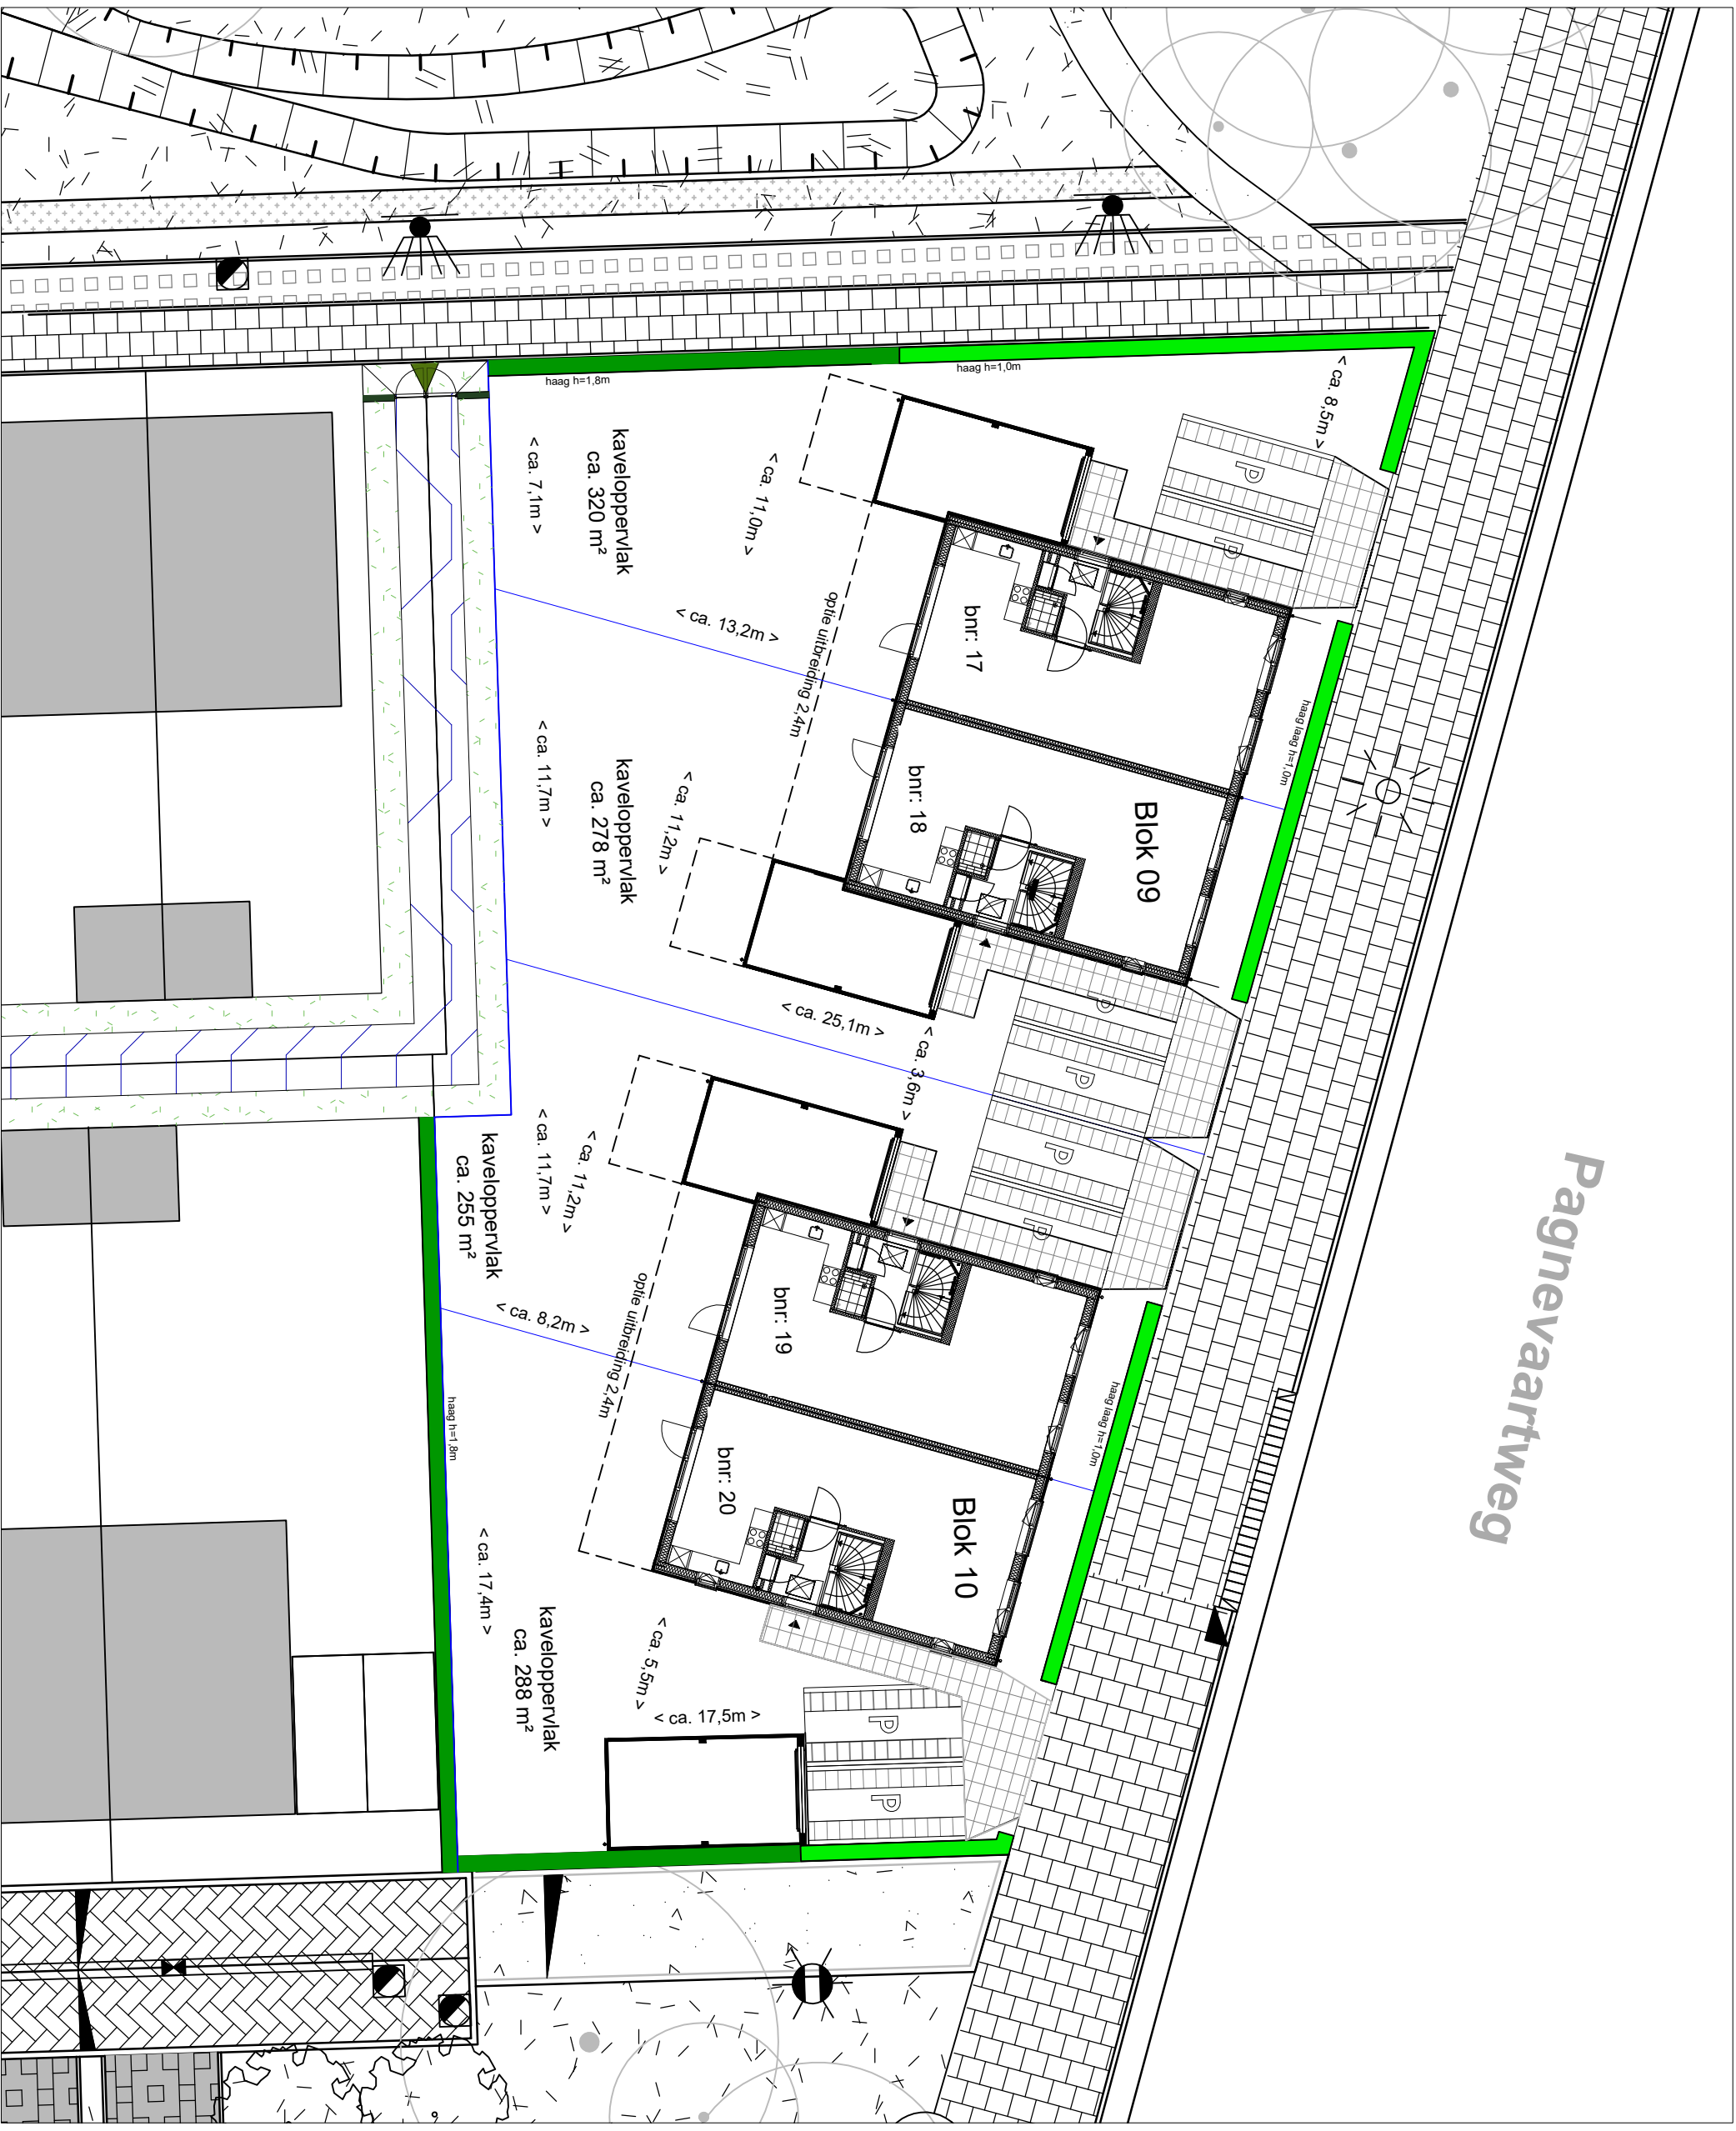 haag h=1,8m
haag h=1,0m
< ca. 8,5m >
< ca. 7,1m >
kaveloppervlak
ca. 320 m²
< ca. 11,0m >
P
P
< ca. 13,2m >
optie uitbreiding 2,4m
bnr: 17
haag laag h=1,0m
< ca. 11,7m >
kaveloppervlak
ca. 278 m²
< ca. 11,2m >
bnr: 18
Blok 09
< ca. 25,1m >
< ca. 3,6m >
P
P
P
P
Pagnevaartweg
kaveloppervlak
ca. 255 m²
< ca. 11,7m >
< ca. 11,2m >
< ca. 8,2m >
optie uitbreiding 2,4m
bnr: 19
haag laag h=1,0m
haag h=1,8m
bnr: 20
Blok 10
< ca. 17,4m >
kaveloppervlak
ca. 288 m²
< ca. 5,5m >
< ca. 17,5m >
P
P